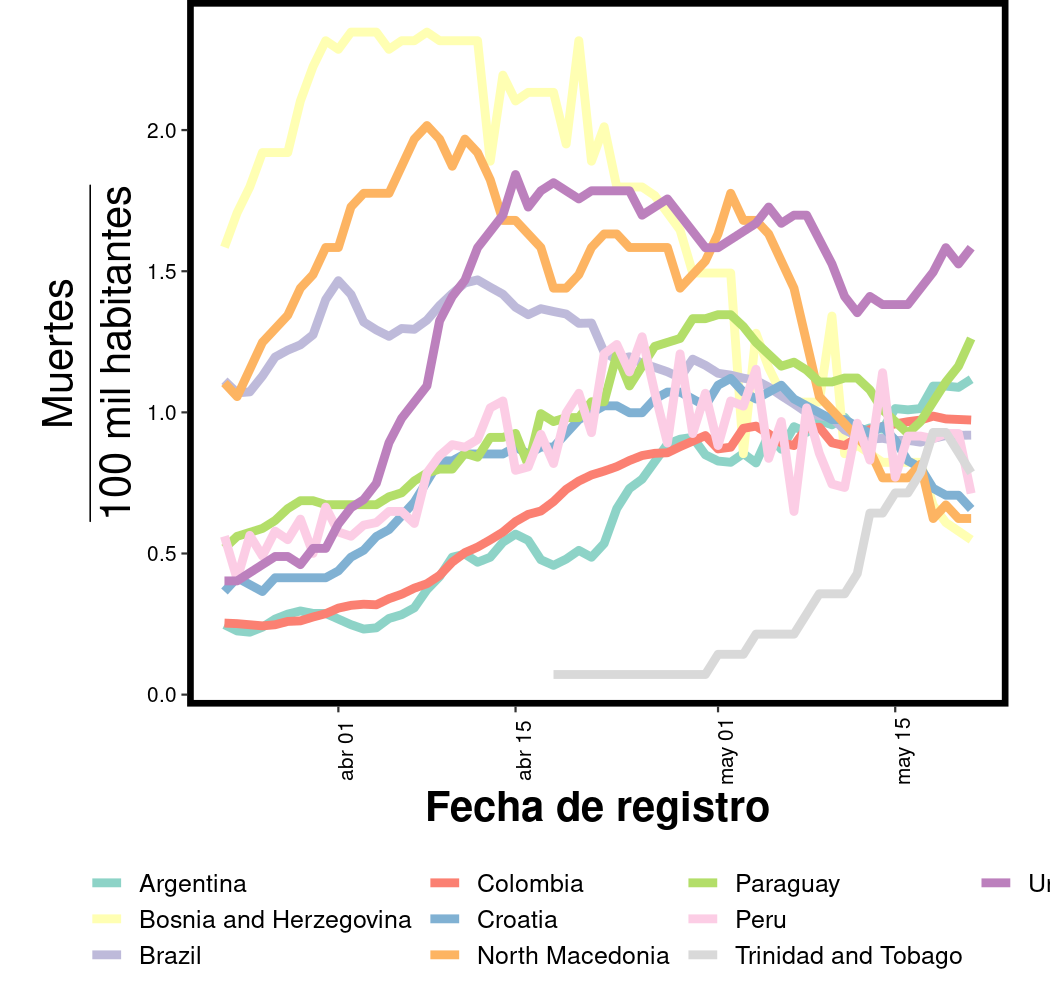 Muertes
100 mil habitantes
2.0
1.5
1.0
0.5
0.0
abr 01
abr 15
may 01
may 15
Fecha de registro
Argentina
Colombia
Paraguay
Bosnia and Herzegovina
Croatia
Peru
Brazil
North Macedonia
Trinidad and Tobago